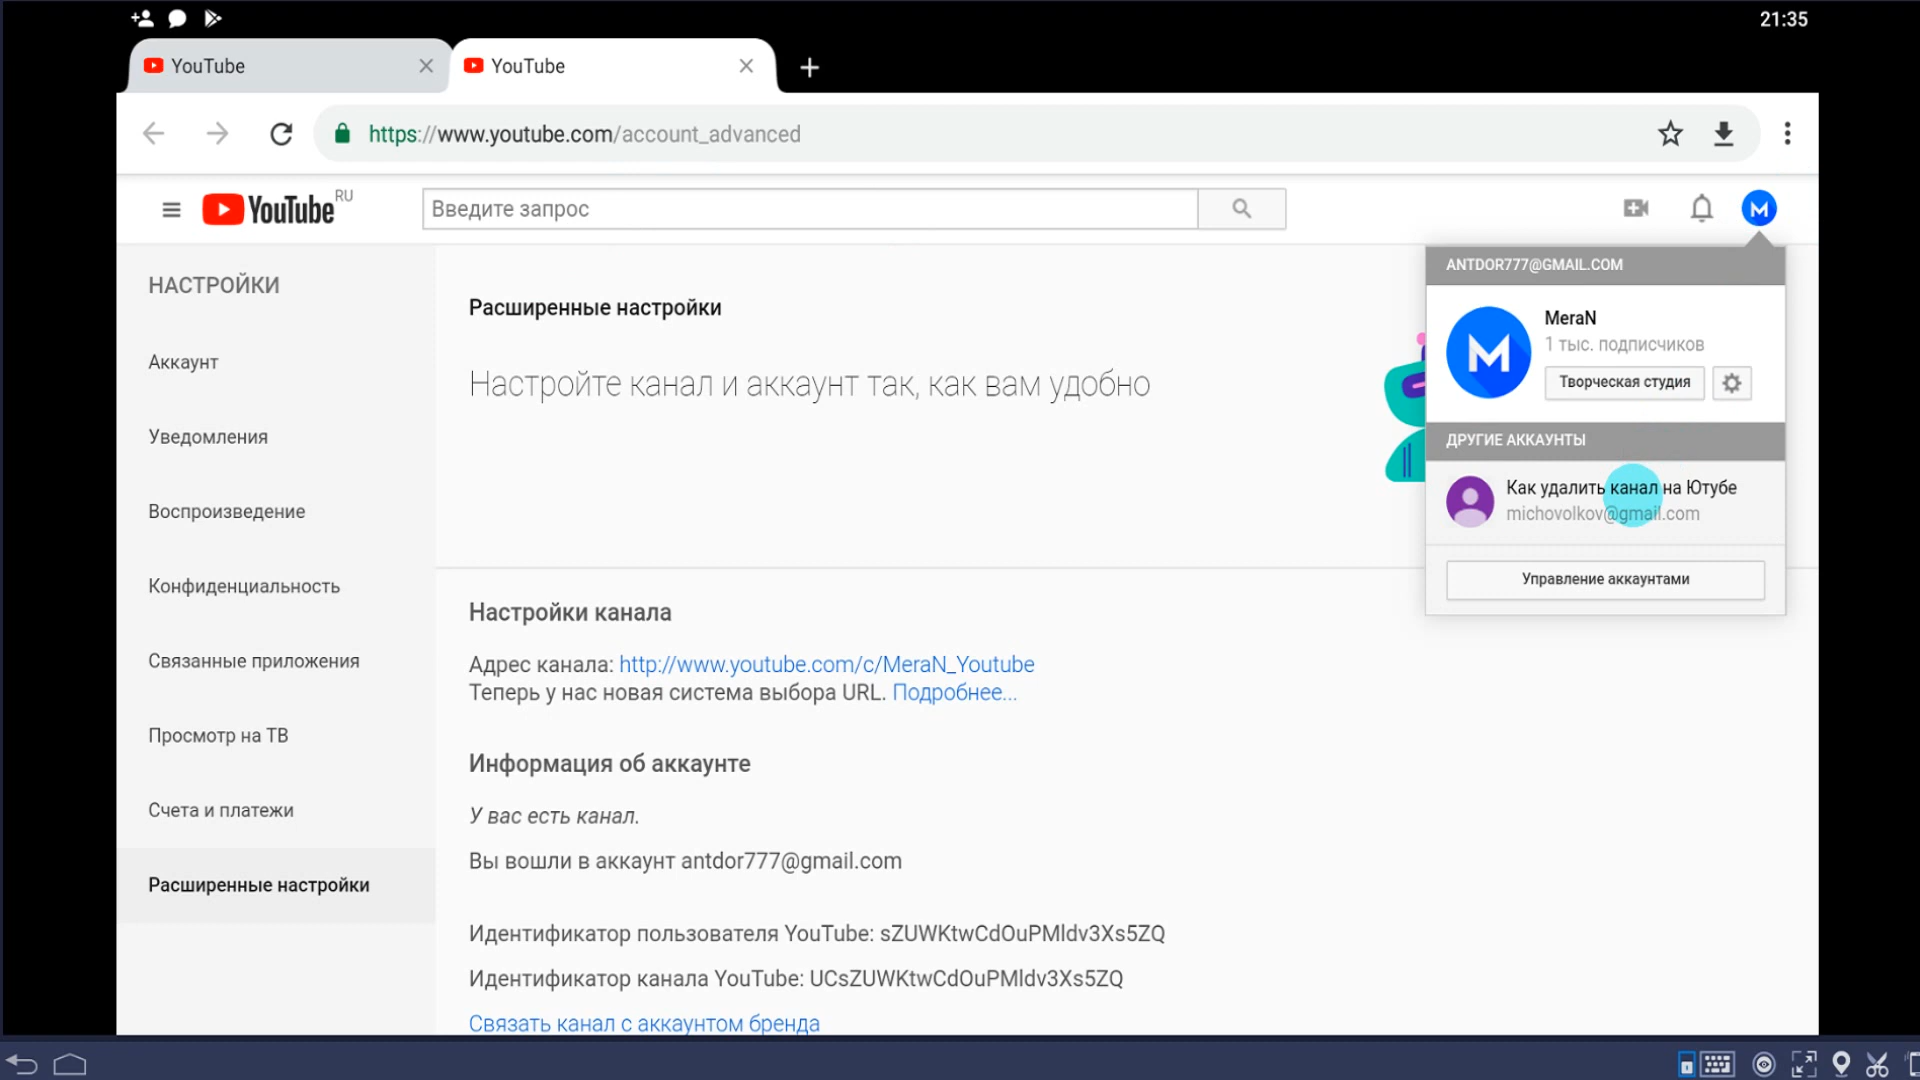 21:35
YouTube
YouTube
https://www.youtube.com/account_advanced
YouTube RU
Введите запрос
M
НАСТРОЙКИ
Аккаунт
Уведомления
Воспроизведение
Конфиденциальность
Связанные приложения
Просмотр на ТВ
Счета и платежи
Расширенные настройки
Расширенные настройки
Настройте канал и аккаунт так, как вам удобно
ANTDOR777@GMAIL.COM
M
MeraN
1 тыс. подписчиков
Творческая студия
ДРУГИЕ АККАУНТЫ
Как удалить канал на Ютубе
michovolkov@gmail.com
Управление аккаунтами
Настройки канала
Адрес канала: http://www.youtube.com/c/MeraN_Youtube
Теперь у нас новая система выбора URL. Подробнее...
Информация об аккаунте
У вас есть канал.
Вы вошли в аккаунт antdor777@gmail.com
Идентификатор пользователя YouTube: sZUWKtwCdOuPMldv3Xs5ZQ
Идентификатор канала YouTube: UCsZUWKtwCdOuPMldv3Xs5ZQ
Связать канал с аккаунтом бренда